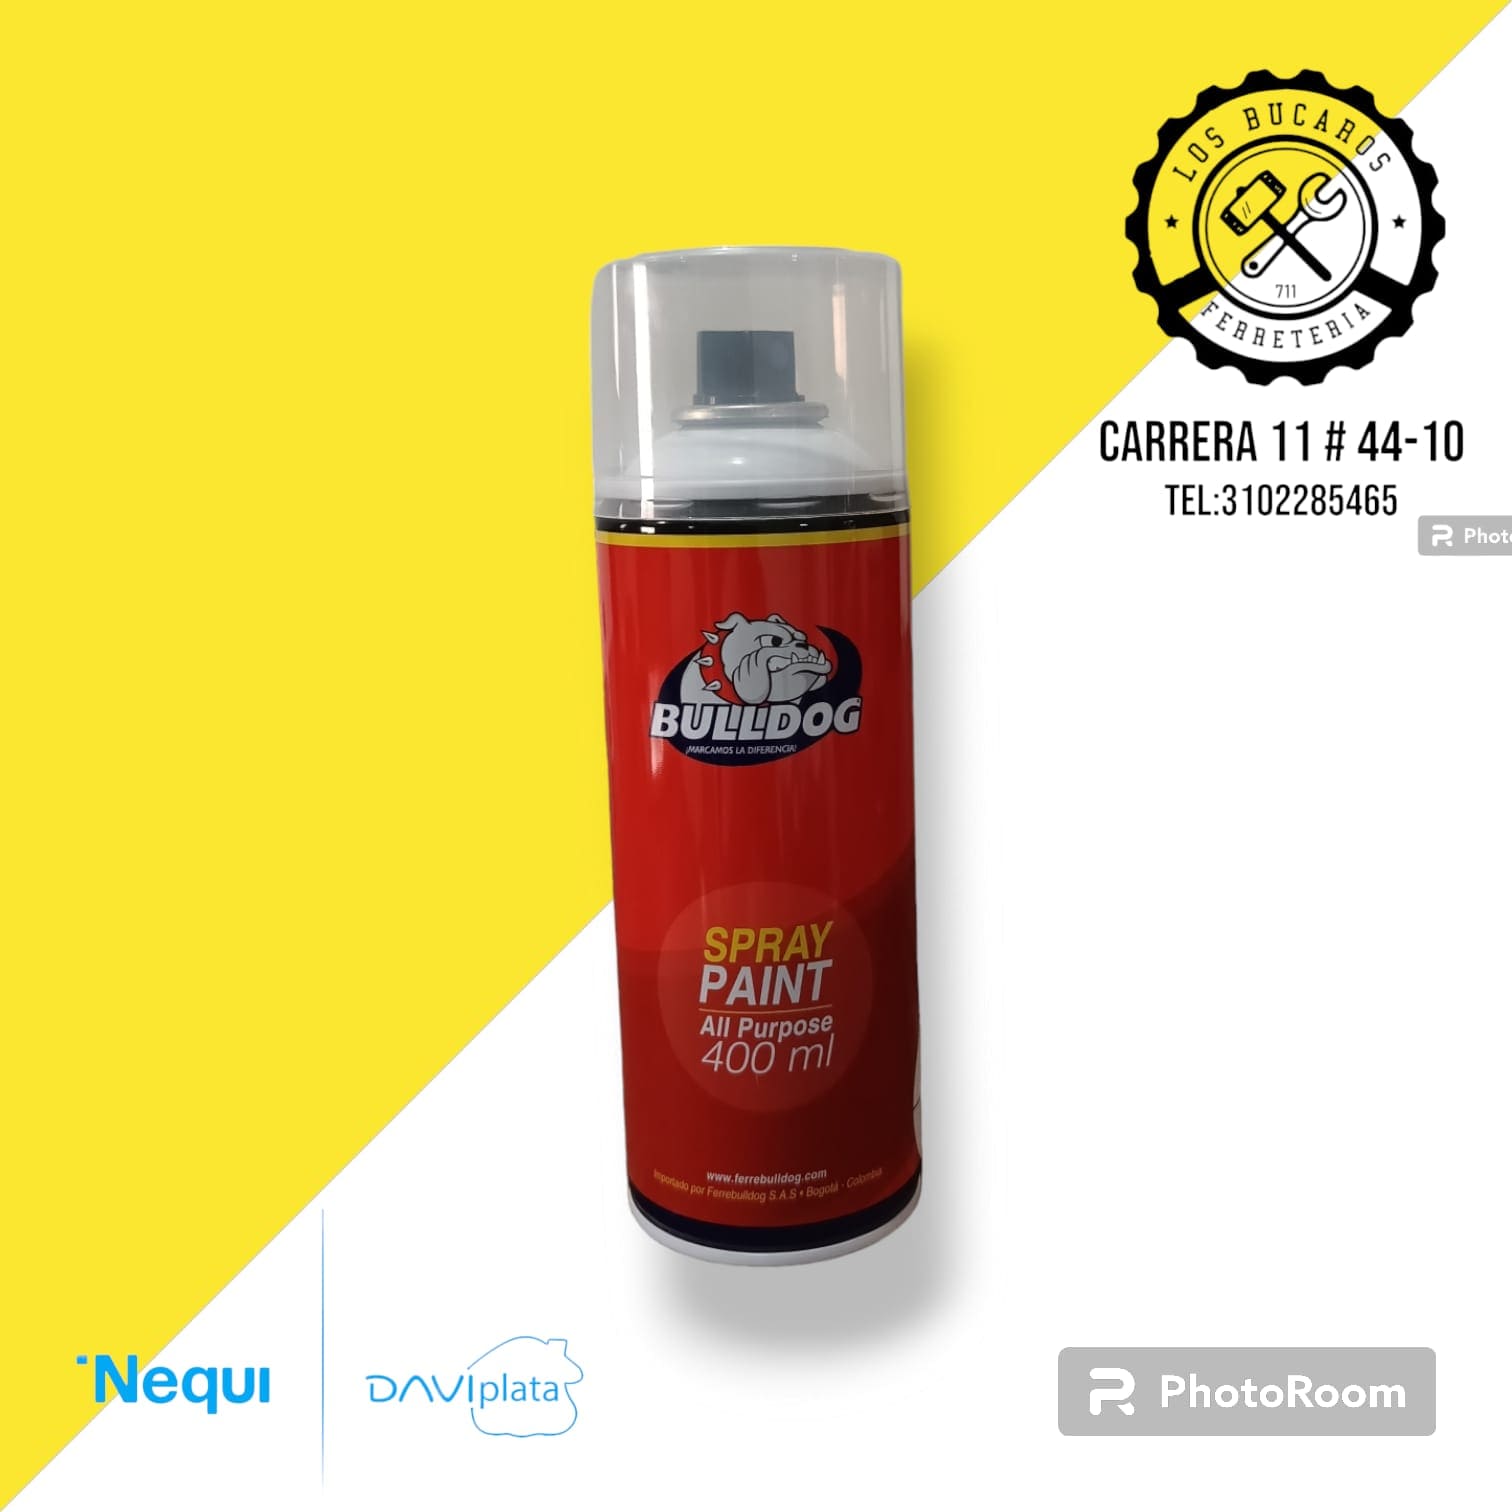 LOS BUCAROS
711
FERRETERIA
CARRERA 11 # 44-10
TEL:3102285465
Photo
BULLLDOG
¡MARCAMOS LA DIFERENCIA!
SPRAY
PAINT
All Purpose
400 ml
www.ferrebulldog.com
Importado por Ferrebulldog S.A.S • Bogotá - Colombia
Nequi
DAVIplata
PhotoRoom